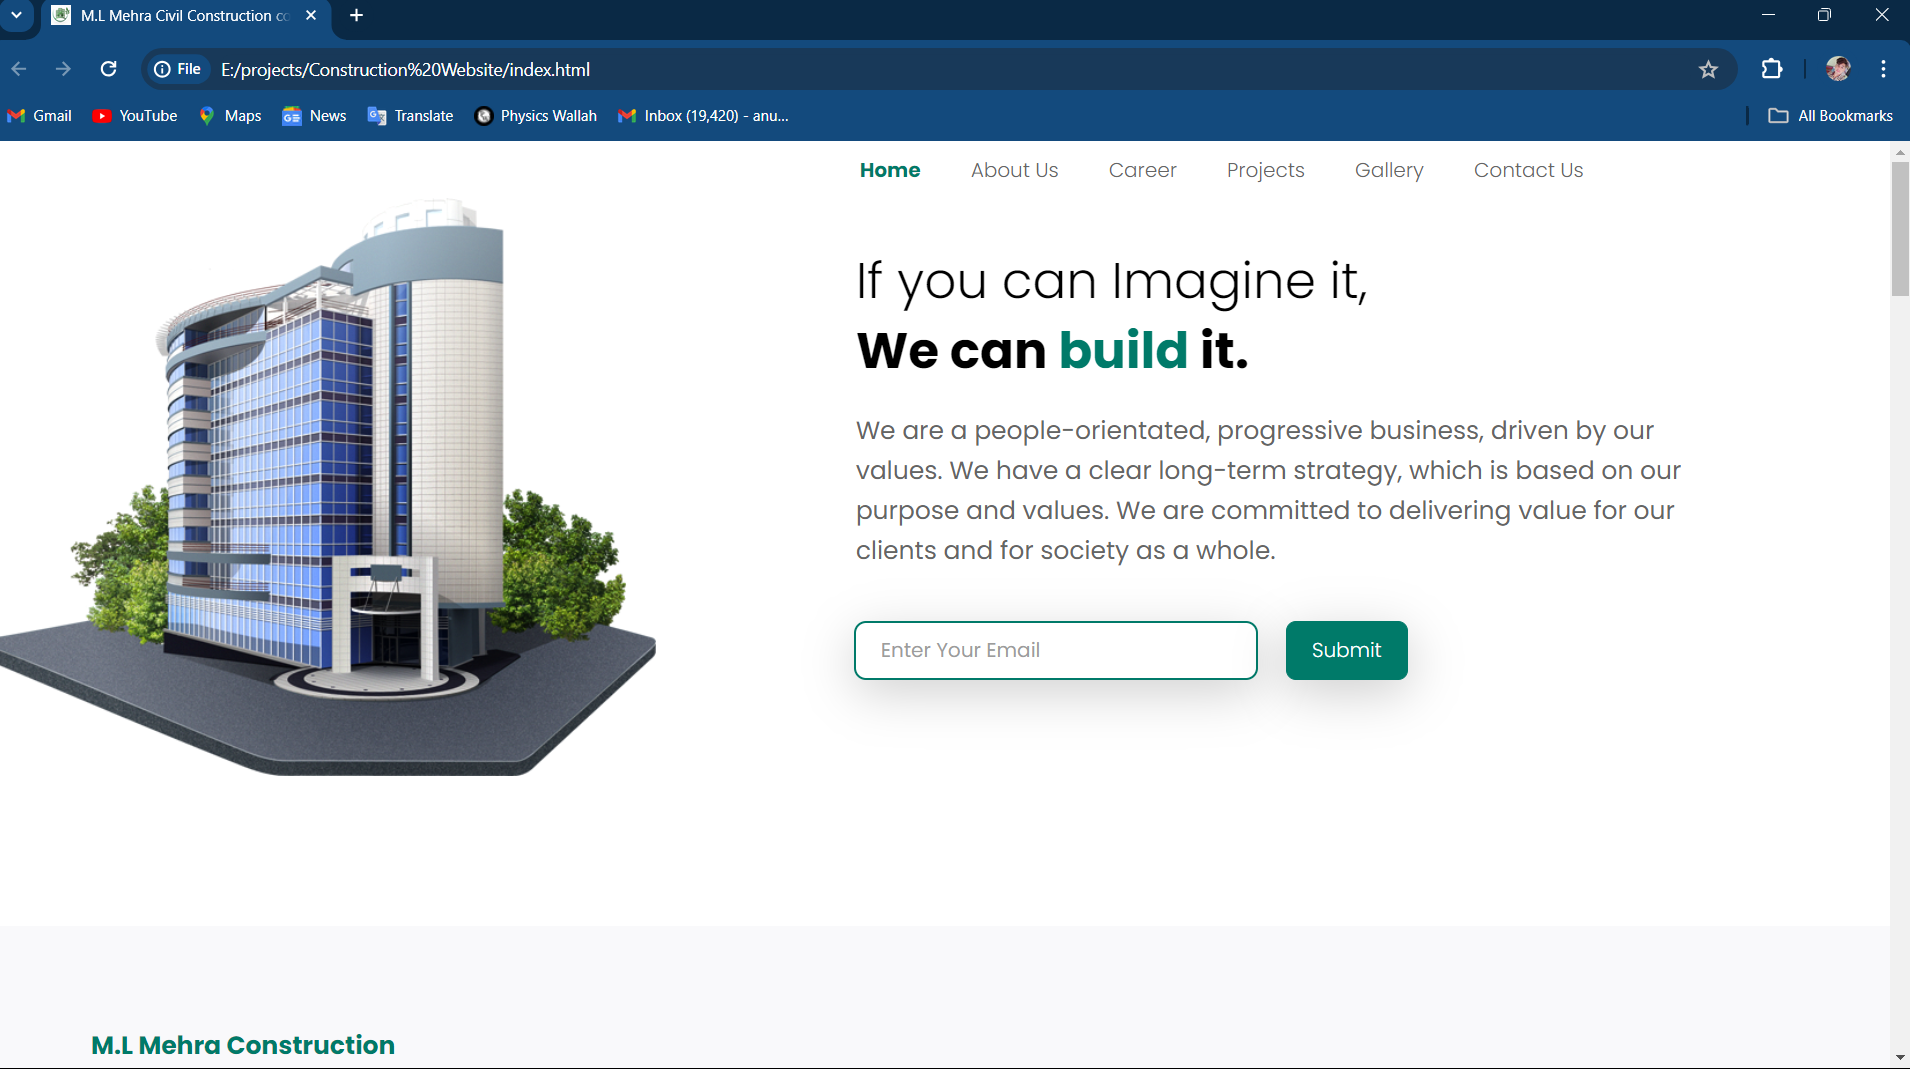 M.L Mehra Civil Construction co
File
E:/projects/Construction%20Website/index.html
Gmail
YouTube
Maps
News
Translate
Physics Wallah
Inbox (19,420) - anu...
All Bookmarks
Home
About Us
Career
Projects
Gallery
Contact Us
If you can Imagine it,
We can build it.
We are a people-orientated, progressive business, driven by our
values. We have a clear long-term strategy, which is based on our
purpose and values. We are committed to delivering value for our
clients and for society as a whole.
Enter Your Email
Submit
M.L Mehra Construction